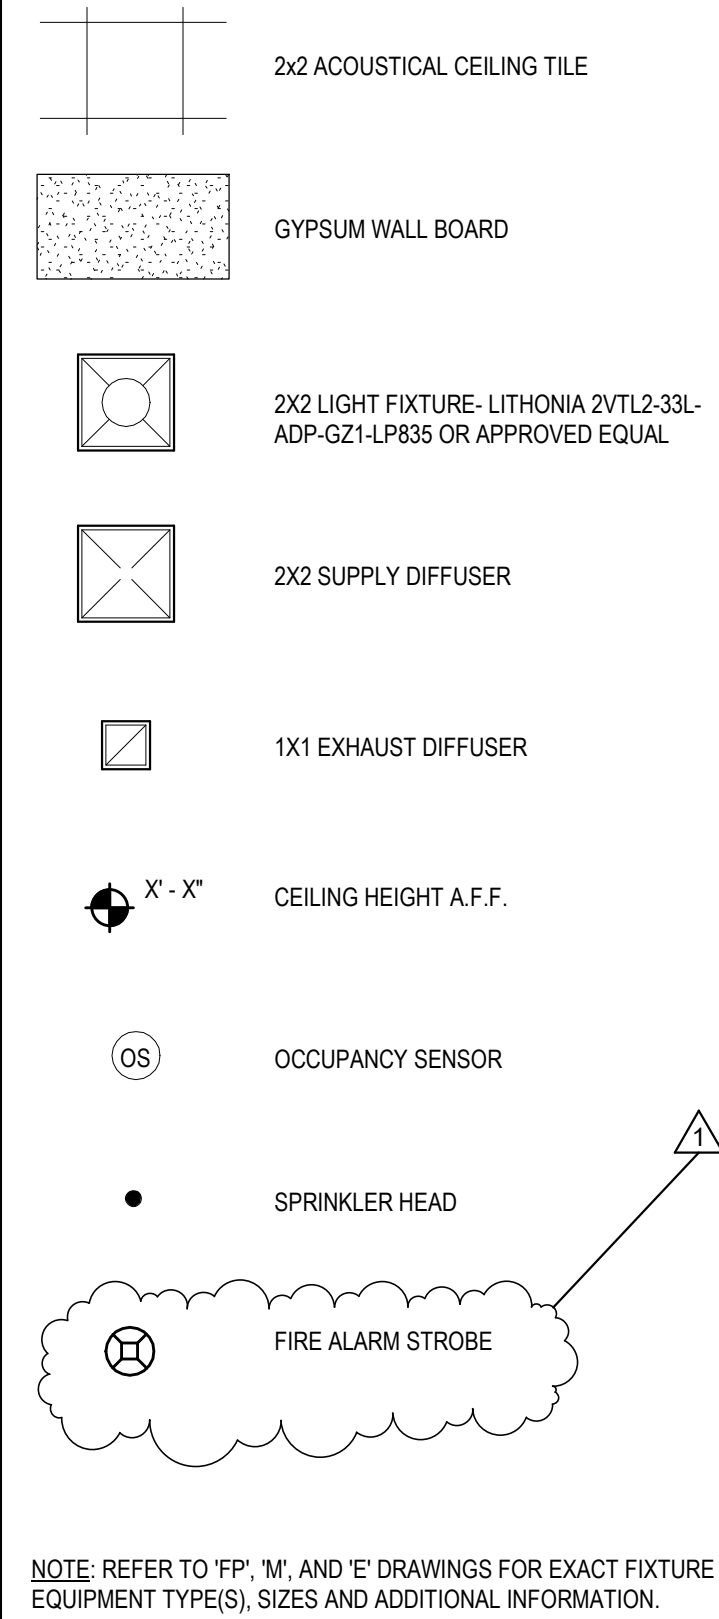 2x2 ACOUSTICAL CEILING TILE
GYPSUM WALL BOARD
2X2 LIGHT FIXTURE- LITHONIA 2VTL2-33L-
ADP-GZ1-LP835 OR APPROVED EQUAL
2X2 SUPPLY DIFFUSER
1X1 EXHAUST DIFFUSER
X' - X" CEILING HEIGHT A.F.F.
OS OCCUPANCY SENSOR
1
SPRINKLER HEAD
FIRE ALARM STROBE
NOTE: REFER TO 'FP', 'M', AND 'E' DRAWINGS FOR EXACT FIXTURE
EQUIPMENT TYPE(S), SIZES AND ADDITIONAL INFORMATION.